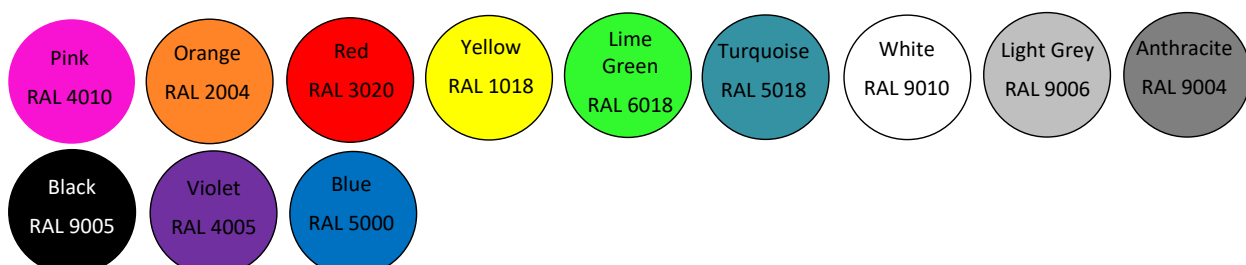 Pink
RAL 4010
Orange
RAL 2004
Red
RAL 3020
Yellow
RAL 1018
Lime
Green
RAL 6018
Turquoise
RAL 5018
White
RAL 9010
Light Grey
RAL 9006
Anthracite
RAL 9004
Black
RAL 9005
Violet
RAL 4005
Blue
RAL 5000